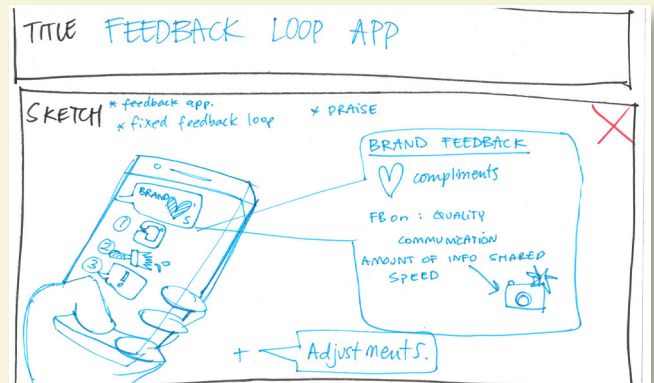 TITLE FEEDBACK LOOP APP
SKETCH
* feedback app.
* fixed feedback loop
* PRAISE
BRAND FEEDBACK
compliments
FB on : QUALITY
COMMUNICATION
AMOUNT OF INFO SHARED
SPEED
BRAND
S
1
2
3
+ Adjustments.